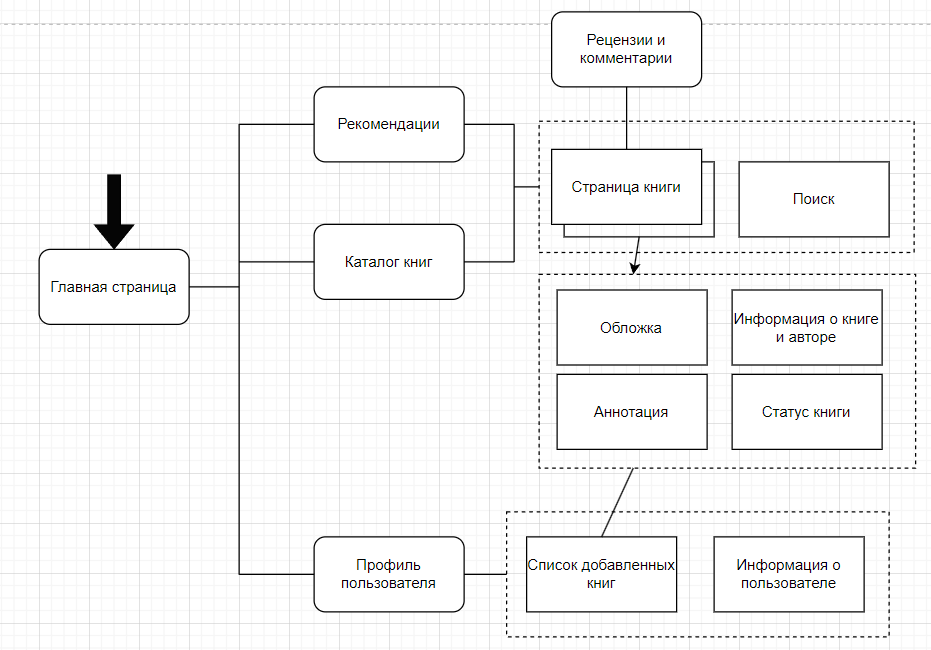 Рецензии и
комментарии
Рекомендации
Страница книги
Поиск
Каталог книг
Главная страница
Обложка
Информация о книге
и авторе
Аннотация
Статус книги
Профиль
пользователя
Список добавленных
книг
Информация о
пользователе